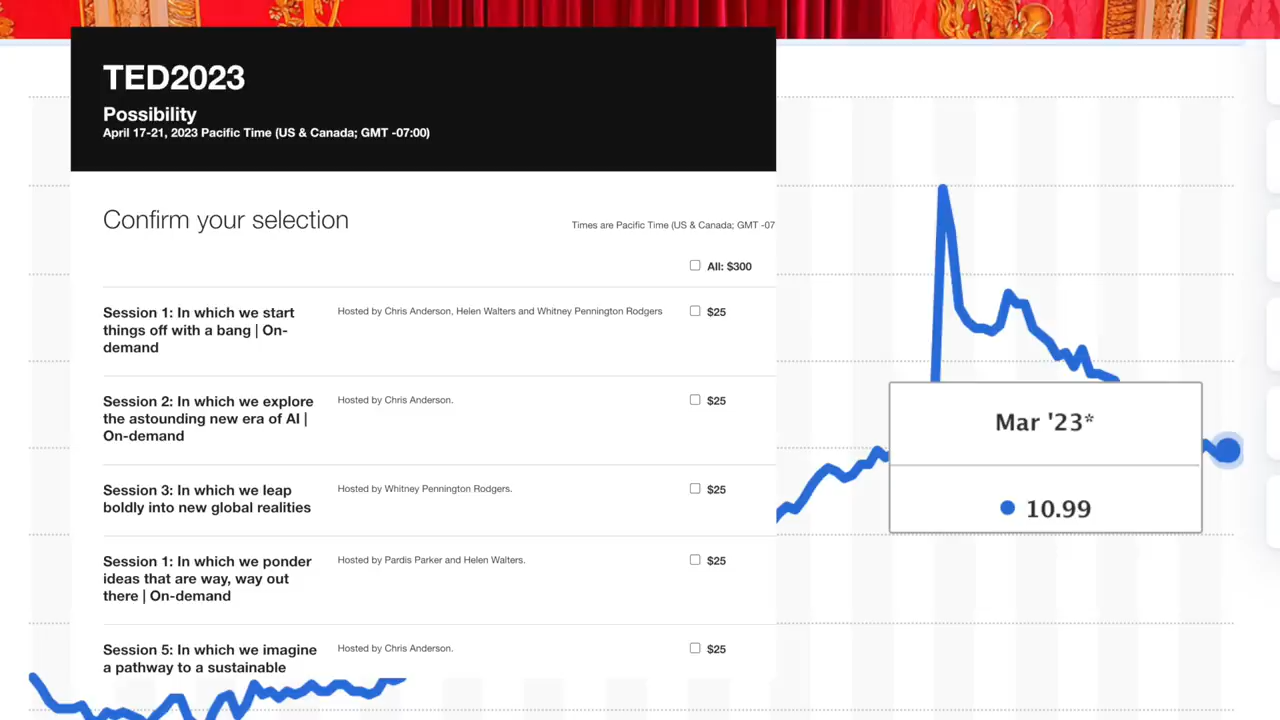 TED2023
Possibility
April 17-21, 2023 Pacific Time (US & Canada; GMT -07:00)
Confirm your selection
Times are Pacific Time (US & Canada; GMT -07
All: $300
Session 1: In which we start
things off with a bang | On-
demand
Hosted by Chris Anderson, Helen Walters and Whitney Pennington Rodgers
$25
Session 2: In which we explore
the astounding new era of AI |
On-demand
Hosted by Chris Anderson.
$25
Session 3: In which we leap
boldly into new global realities
Hosted by Whitney Pennington Rodgers.
$25
Session 1: In which we ponder
ideas that are way, way out
there | On-demand
Hosted by Pardis Parker and Helen Walters.
$25
Session 5: In which we imagine
a pathway to a sustainable
Hosted by Chris Anderson.
$25
Mar '23*
10.99